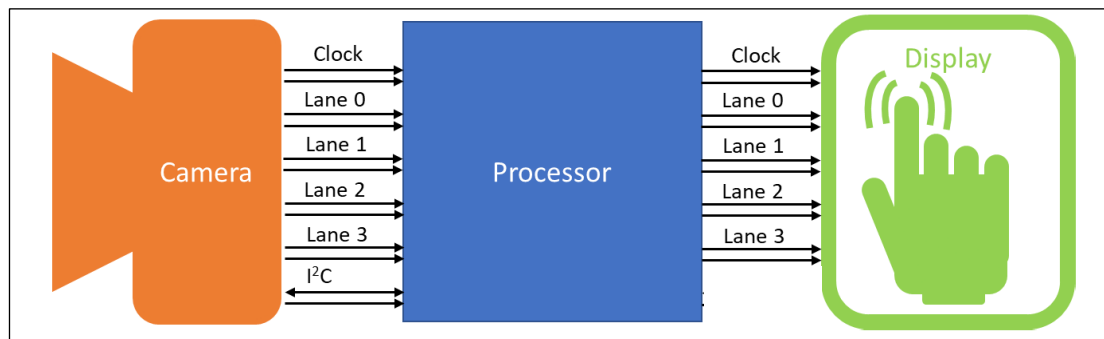 Camera
Clock
Lane 0
Lane 1
Lane 2
Lane 3
I²C
Processor
Clock
Lane 0
Lane 1
Lane 2
Lane 3
Display